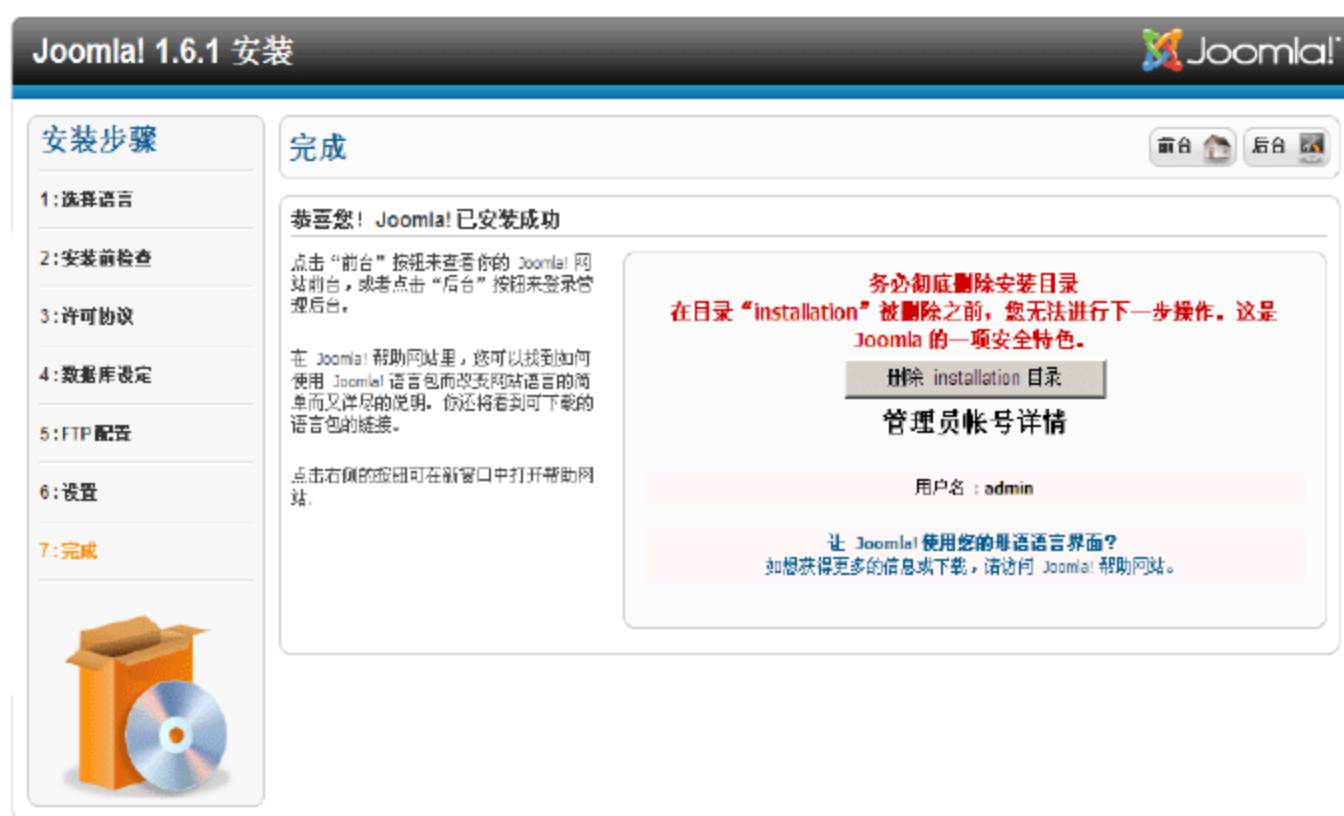 Joomla! 1.6.1 安装
Joomla!
安装步骤
1:选择语言
2:安装前检查
3:许可协议
4:数据库设定
5:FTP 配置
6:设置
7:完成
完成
前台
后台
恭喜您! Joomla! 已安装成功
点击“前台”按钮来查看你的 Joomla! 网
站前台,或者点击“后台”按钮来登录管
理后台。
在 Joomla! 帮助网站里,您可以找到如何
使用 Joomla! 语言包而改变网站语言的简
单而又详尽的说明。你还将看到可下载的
语言包的链接。
点击右侧的按钮可在新窗口中打开帮助网
站.
务必彻底删除安装目录
在目录“installation”被删除之前,您无法进行下一步操作。这是
Joomla 的一项安全特色。
删除 installation 目录
管理员帐号详情
用户名 : admin
让 Joomla! 使用您的母语语言界面?
如想获得更多的信息或下载,请访问 Joomla! 帮助网站。